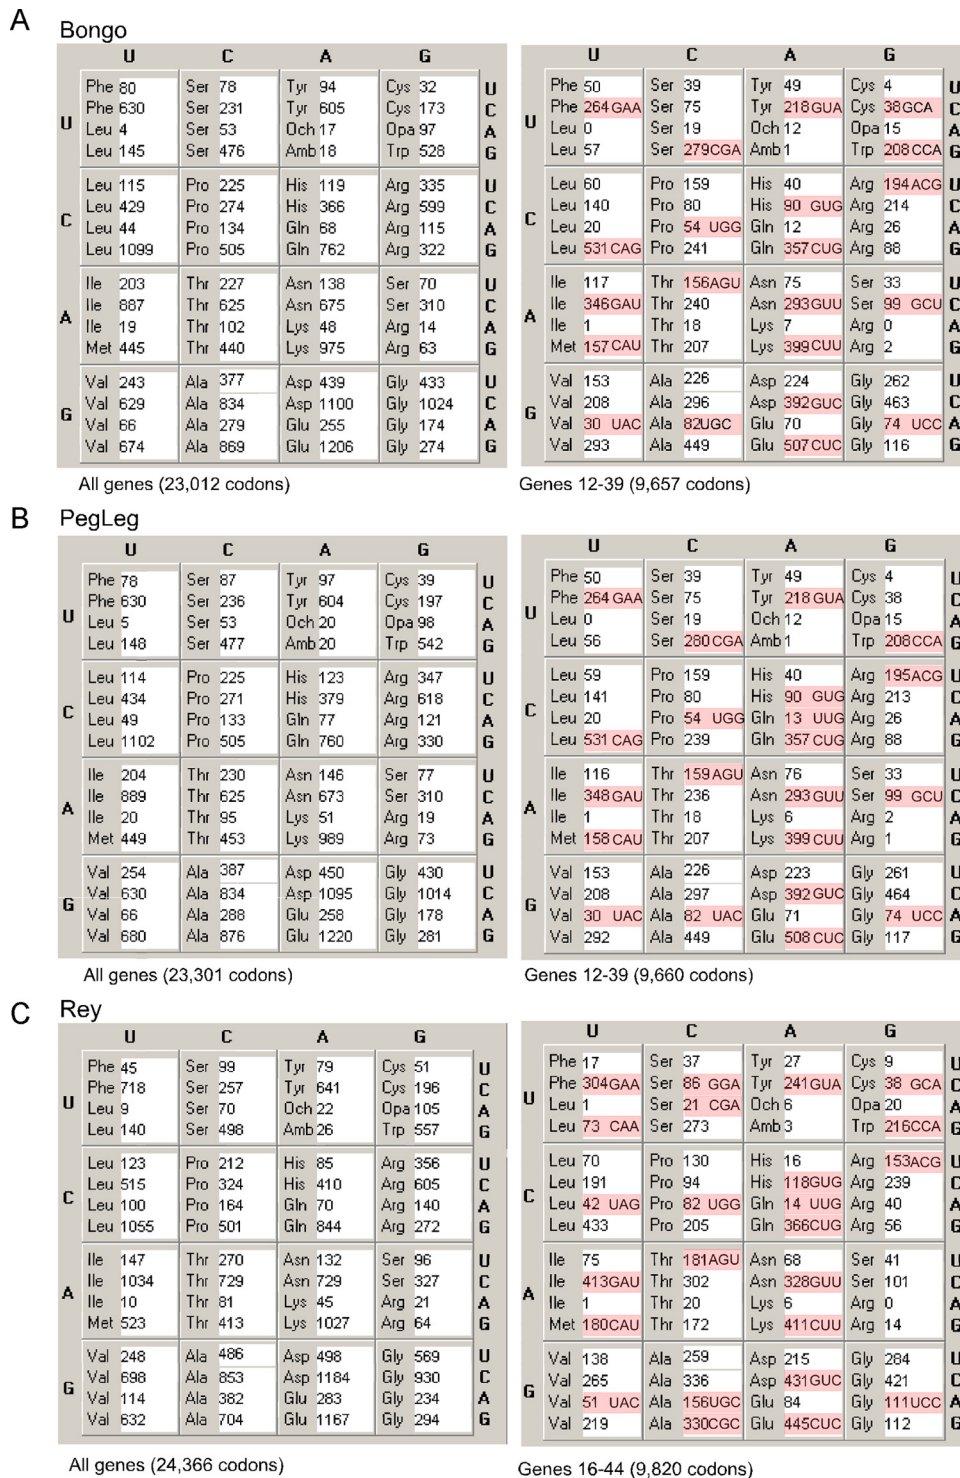 A
Bongo
U C A G
U C A G
Phe 80 Ser 78 Tyr 94 Cys 32 U
Phe 630 Ser 231 Tyr 605 Cys 173 C
U Leu 4 Ser 53 Och 17 Opa 97 A
Leu 145 Ser 476 Amb 18 Trp 528 G
Leu 115 Pro 225 His 119 Arg 335 U
Leu 429 Pro 274 His 366 Arg 599 C
C Leu 44 Pro 134 Gln 68 Arg 115 A
Leu 1099 Pro 505 Gln 762 Arg 322 G
Ile 203 Thr 227 Asn 138 Ser 70 U
Ile 887 Thr 625 Asn 675 Ser 310 C
A Ile 19 Thr 102 Lys 48 Arg 14 A
Met 445 Thr 440 Lys 975 Arg 63 G
Val 243 Ala 377 Asp 439 Gly 433 U
Val 629 Ala 834 Asp 1100 Gly 1024 C
G Val 66 Ala 279 Glu 255 Gly 174 A
Val 674 Ala 869 Glu 1206 Gly 274 G
All genes (23,012 codons)
Phe 50 Ser 39 Tyr 49 Cys 4 U
Phe 264 GAA Ser 75 Tyr 218 GUA Cys 38 GCA C
U Leu 0 Ser 19 Och 12 Opa 15 A
Leu 57 Ser 279 CGA Amb 1 Trp 208 CCA G
Leu 60 Pro 159 His 40 Arg 194 ACG U
Leu 140 Pro 80 His 90 GUG Arg 214 C
C Leu 20 Pro 54 UGG Gln 12 Arg 26 A
Leu 531 CAG Pro 241 Gln 357 CUG Arg 88 G
Ile 117 Thr 156 AGU Asn 75 Ser 33 U
Ile 346 GAU Thr 240 Asn 293 GUU Ser 99 GCU C
A Ile 1 Thr 18 Lys 7 Arg 0 A
Met 157 CAU Thr 207 Lys 399 CUU Arg 2 G
Val 153 Ala 226 Asp 224 Gly 262 U
Val 208 Ala 296 Asp 392 GUC Gly 463 C
G Val 30 UAC Ala 82 UGC Glu 70 Gly 74 UCC A
Val 293 Ala 449 Glu 507 CUC Gly 116 G
Genes 12-39 (9,657 codons)
B
PegLeg
U C A G
U C A G
Phe 78 Ser 87 Tyr 97 Cys 39 U
Phe 630 Ser 236 Tyr 604 Cys 197 C
U Leu 5 Ser 53 Och 20 Opa 98 A
Leu 148 Ser 477 Amb 20 Trp 542 G
Leu 114 Pro 225 His 123 Arg 347 U
Leu 434 Pro 271 His 379 Arg 618 C
C Leu 49 Pro 133 Gln 77 Arg 121 A
Leu 1102 Pro 505 Gln 760 Arg 330 G
Ile 204 Thr 230 Asn 146 Ser 77 U
Ile 889 Thr 625 Asn 673 Ser 310 C
A Ile 20 Thr 95 Lys 51 Arg 19 A
Met 449 Thr 453 Lys 989 Arg 73 G
Val 254 Ala 387 Asp 450 Gly 430 U
Val 630 Ala 834 Asp 1095 Gly 1014 C
G Val 66 Ala 288 Glu 258 Gly 178 A
Val 680 Ala 876 Glu 1220 Gly 281 G
All genes (23,301 codons)
Phe 50 Ser 39 Tyr 49 Cys 4 U
Phe 264 GAA Ser 75 Tyr 218 GUA Cys 38 C
U Leu 0 Ser 19 Och 12 Opa 15 A
Leu 56 Ser 280 CGA Amb 1 Trp 208 CCA G
Leu 59 Pro 159 His 40 Arg 195 ACG U
Leu 141 Pro 80 His 90 GUG Arg 213 C
C Leu 20 Pro 54 UGG Gln 13 UUG Arg 26 A
Leu 531 CAG Pro 239 Gln 357 CUG Arg 88 G
Ile 116 Thr 159 AGU Asn 76 Ser 33 U
Ile 348 GAU Thr 236 Asn 293 GUU Ser 99 GCU C
A Ile 1 Thr 18 Lys 6 Arg 2 A
Met 158 CAU Thr 207 Lys 399 CUU Arg 1 G
Val 153 Ala 226 Asp 223 Gly 261 U
Val 208 Ala 297 Asp 392 GUC Gly 464 C
G Val 30 UAC Ala 82 UAC Glu 71 Gly 74 UCC A
Val 292 Ala 449 Glu 508 CUC Gly 117 G
Genes 12-39 (9,660 codons)
C
Rey
U C A G
U C A G
Phe 45 Ser 99 Tyr 79 Cys 51 U
Phe 718 Ser 257 Tyr 641 Cys 196 C
U Leu 9 Ser 70 Och 22 Opa 105 A
Leu 140 Ser 498 Amb 26 Trp 557 G
Leu 123 Pro 212 His 85 Arg 356 U
Leu 515 Pro 324 His 410 Arg 605 C
C Leu 100 Pro 164 Gln 70 Arg 140 A
Leu 1055 Pro 501 Gln 844 Arg 272 G
Ile 147 Thr 270 Asn 132 Ser 96 U
Ile 1034 Thr 729 Asn 729 Ser 327 C
A Ile 10 Thr 81 Lys 45 Arg 21 A
Met 523 Thr 413 Lys 1027 Arg 64 G
Val 248 Ala 486 Asp 498 Gly 569 U
Val 698 Ala 853 Asp 1184 Gly 930 C
G Val 114 Ala 382 Glu 283 Gly 234 A
Val 632 Ala 704 Glu 1167 Gly 294 G
All genes (24,366 codons)
Phe 17 Ser 37 Tyr 27 Cys 9 U
Phe 304 GAA Ser 86 GGA Tyr 241 GUA Cys 38 GCA C
U Leu 1 Ser 21 CGA Och 6 Opa 20 A
Leu 73 CAA Ser 273 Amb 3 Trp 216 CCA G
Leu 70 Pro 130 His 16 Arg 153 ACG U
Leu 191 Pro 94 His 118 GUG Arg 239 C
C Leu 42 UAG Pro 82 UGG Gln 14 UUG Arg 40 A
Leu 433 Pro 205 Gln 366 CUG Arg 56 G
Ile 75 Thr 181 AGU Asn 68 Ser 41 U
Ile 413 GAU Thr 302 Asn 328 GUU Ser 101 C
A Ile 1 Thr 20 Lys 6 Arg 0 A
Met 180 CAU Thr 172 Lys 411 CUU Arg 14 G
Val 138 Ala 259 Asp 215 Gly 284 U
Val 265 Ala 336 Asp 431 GUC Gly 421 C
G Val 51 UAC Ala 156 UGC Glu 84 Gly 111 UCC A
Val 219 Ala 330 CGC Glu 445 CUC Gly 112 G
Genes 16-44 (9,820 codons)